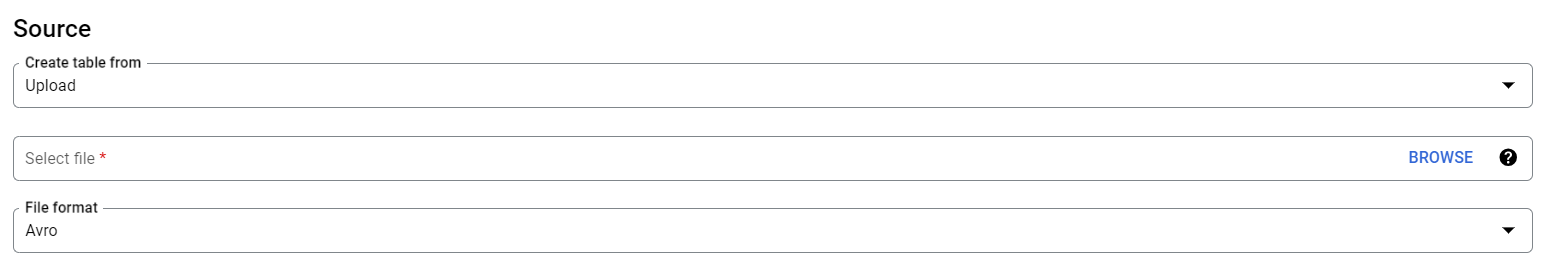 Source
Create table from
Upload
Select file *
BROWSE
?
File format
Avro